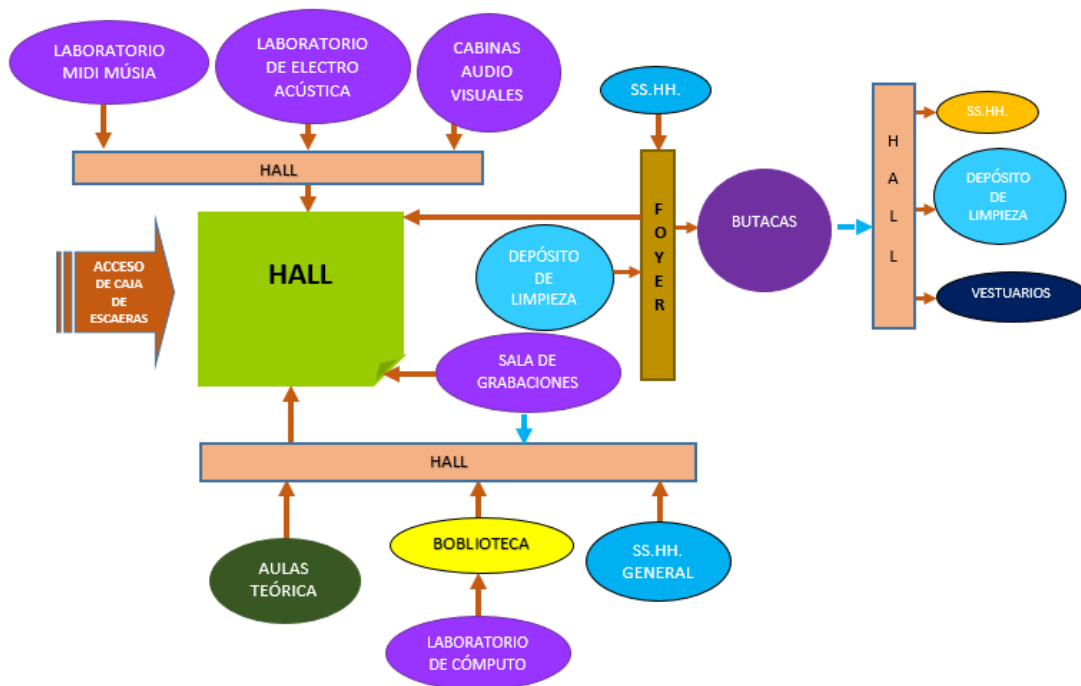 LABORATORIO
MIDI MÚSIA
LABORATORIO
DE ELECTRO
ACÚSTICA
CABINAS
AUDIO
VISUALES
SS.HH.
HALL
HALL
ACCESO
DE CAJA
DE
ESCAERAS
DEPÓSITO
DE
LIMPIEZA
FOYER
BUTACAS
HALL
SS.HH.
DEPÓSITO
DE
LIMPIEZA
VESTUARIOS
SALA DE
GRABACIONES
HALL
AULAS
TEÓRICA
BOBLIOTECA
SS.HH.
GENERAL
LABORATORIO
DE CÓMPUTO